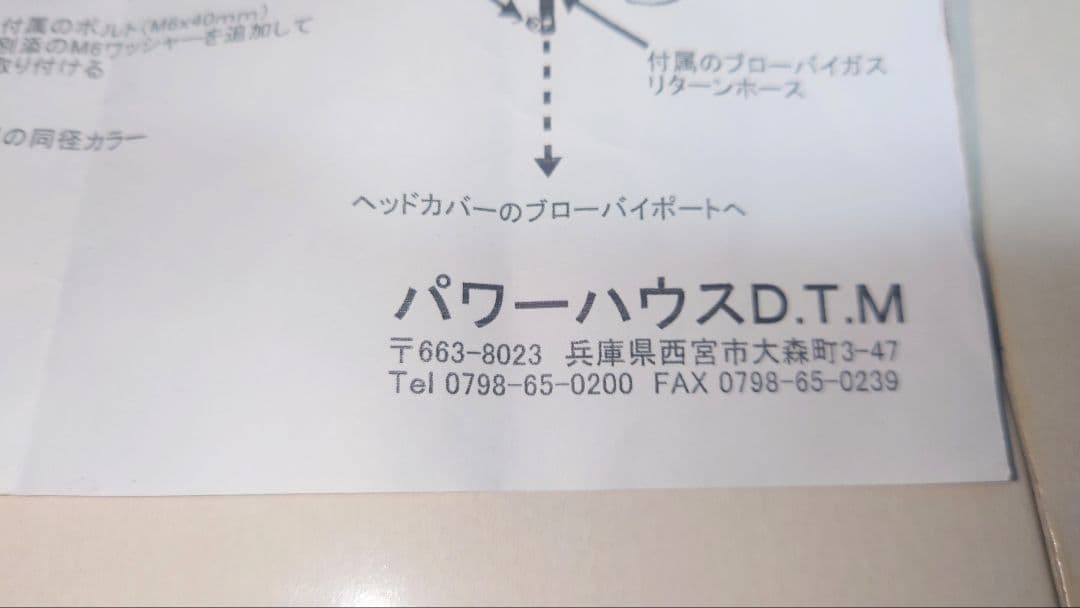 付属のボルト(M6x40mm)
別添のM6ワッシャーを追加して
取り付ける
の同径カラー
付属のブローバイガス
リターンホース
ヘッドカバーのブローバイポートへ
パワーハウスD.T.M
〒663-8023 兵庫県西宮市大森町3-47
Tel 0798-65-0200 FAX 0798-65-0239